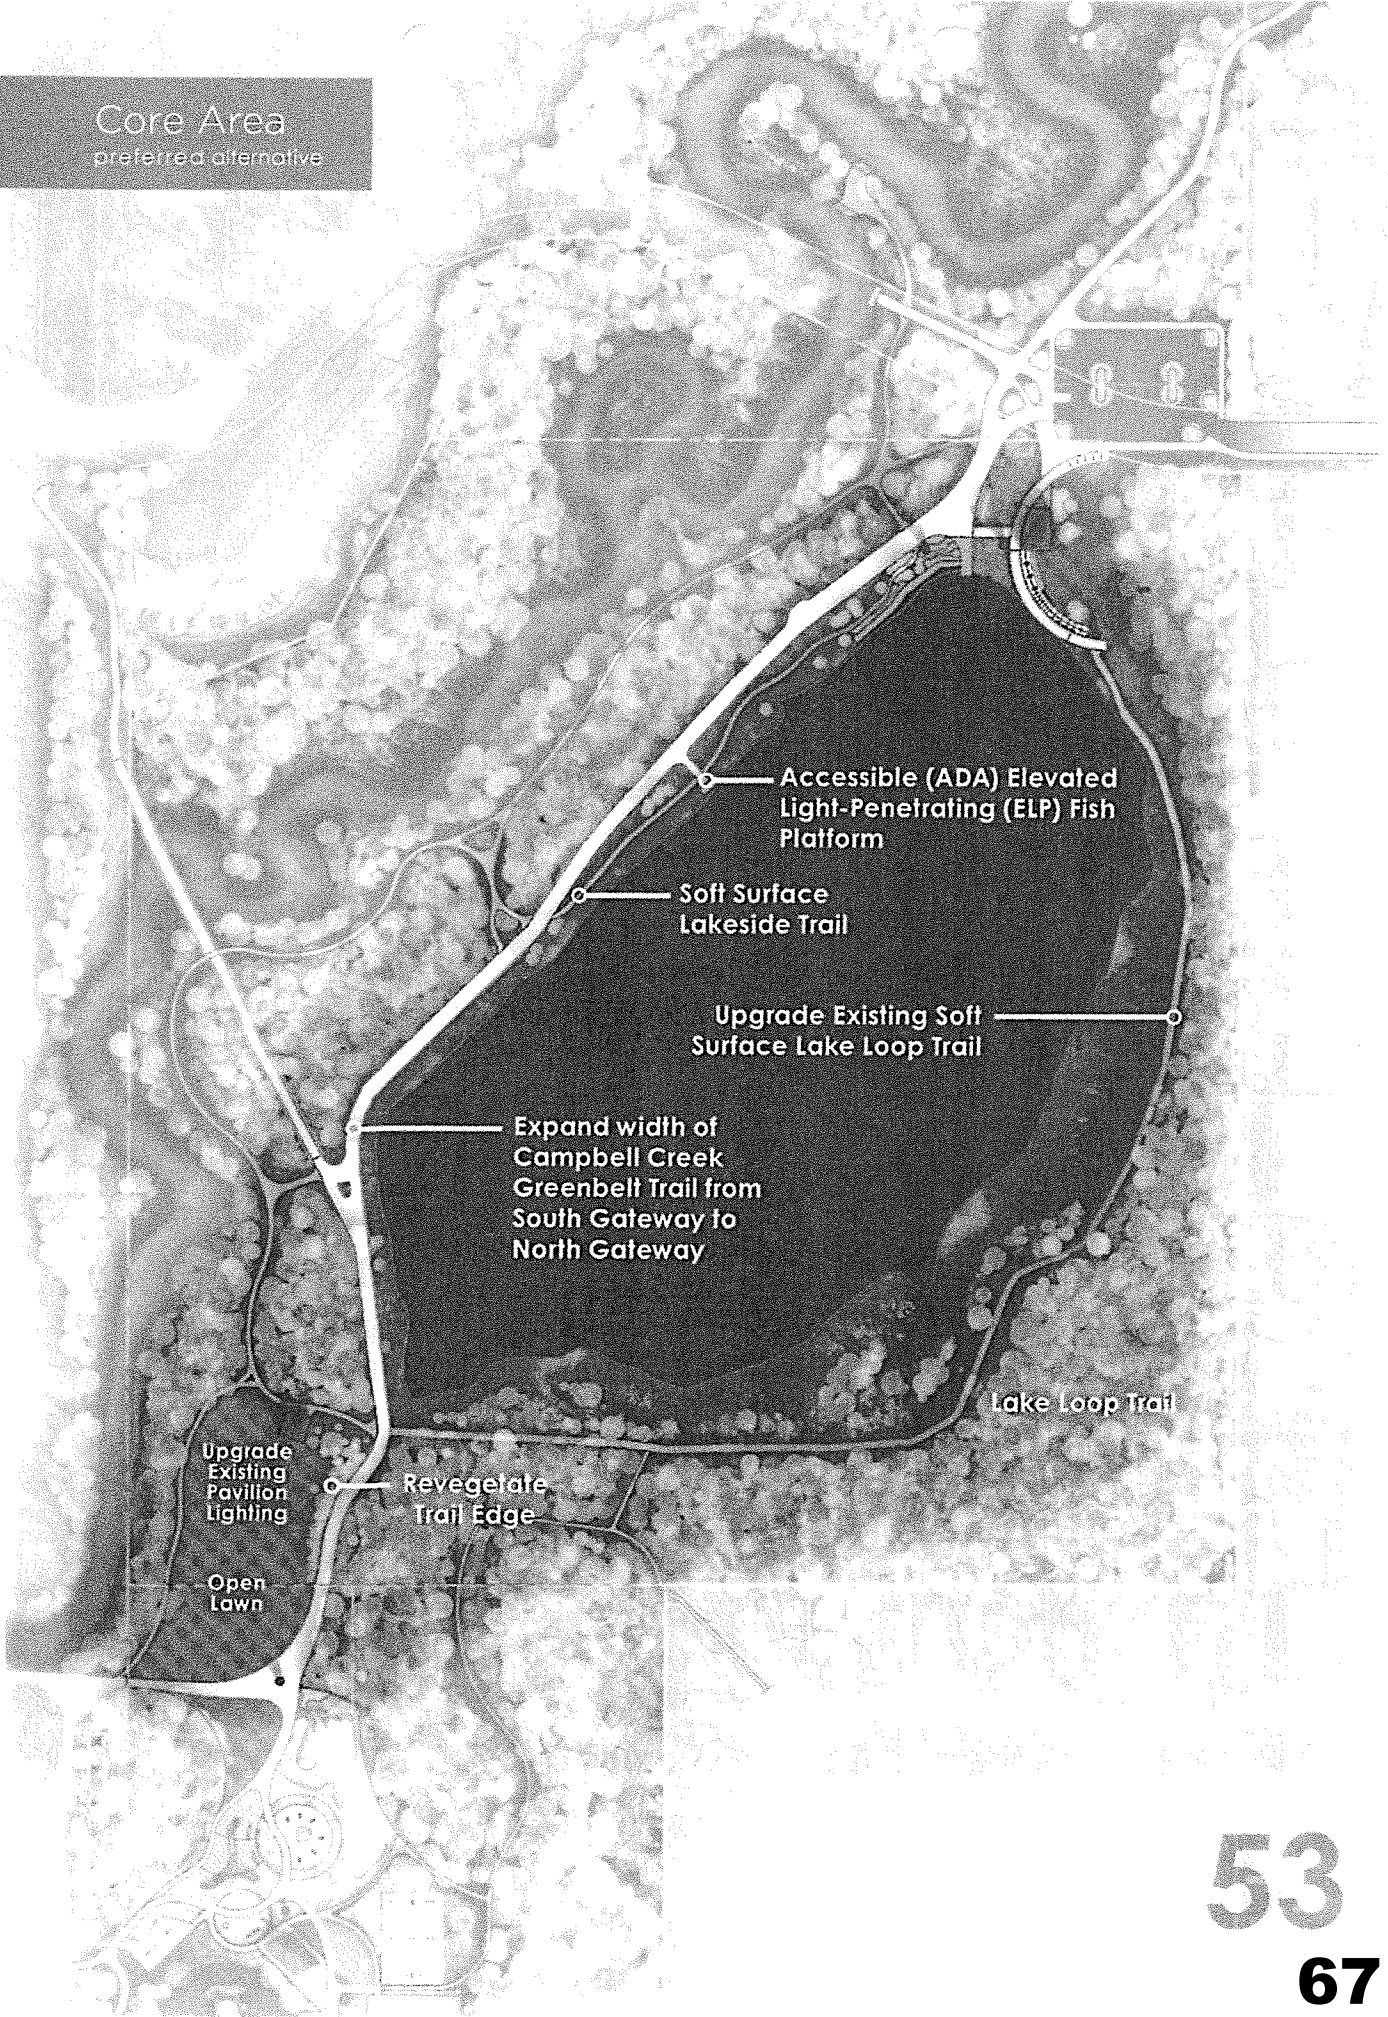 Core Area
preferred alternative
Accessible (ADA) Elevated
Light-Penetrating (ELP) Fish
Platform
Soft Surface
Lakeside Trail
Upgrade Existing Soft
Surface Lake Loop Trail
Expand width of
Campbell Creek
Greenbelt Trail from
South Gateway to
North Gateway
Lake Loop Trail
Upgrade
Existing
Pavilion
Lighting
Revegetate
Trail Edge
Open
Lawn
53
67